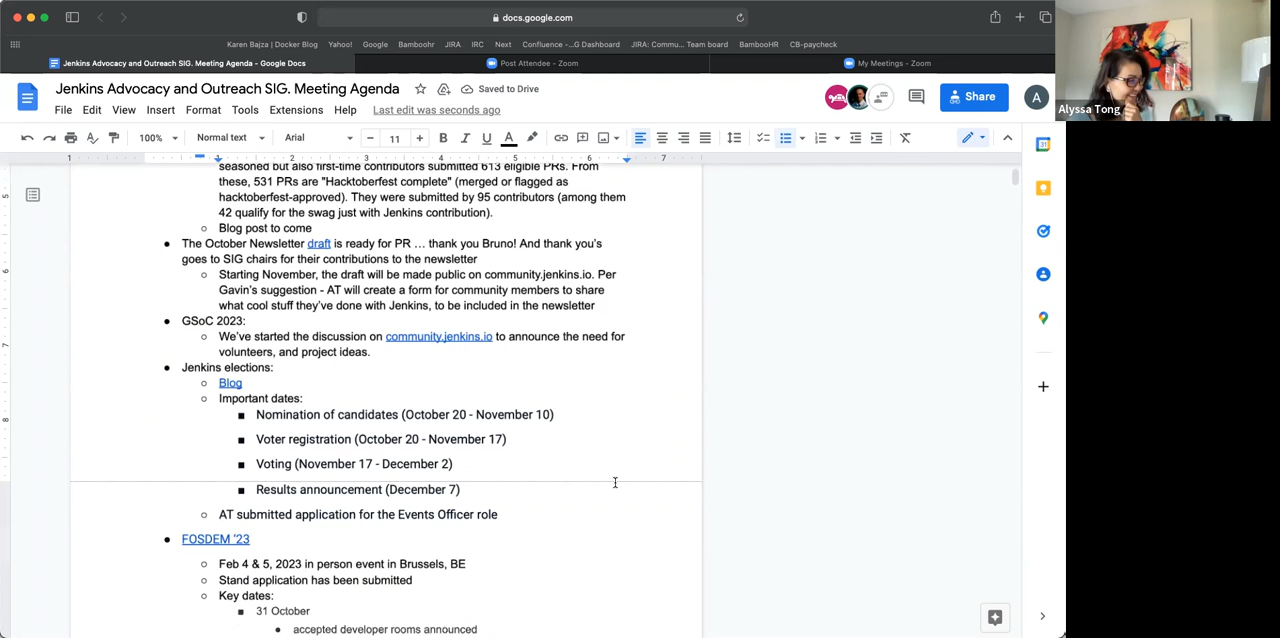 docs.google.com
Karen Bajza | Docker Blog Yahoo! Google Bamboohr JIRA IRC Next Confluence -...G Dashboard JIRA: Commu... Team board BambooHR CB-paycheck
Jenkins Advocacy and Outreach SIG. Meeting Agenda - Google Docs Post Attendee - Zoom My Meetings - Zoom
Jenkins Advocacy and Outreach SIG. Meeting Agenda Saved to Drive
File Edit View Insert Format Tools Extensions Help Last edit was seconds ago
Share
A
Alyssa Tong
100% Normal text Arial 11 B I U A
1 1 2 3 4 5 6 7
seasoned but also first-time contributors submitted 613 eligible PRs. From
these, 531 PRs are "Hacktoberfest complete" (merged or flagged as
hacktoberfest-approved). They were submitted by 95 contributors (among them
42 qualify for the swag just with Jenkins contribution).
Blog post to come
The October Newsletter draft is ready for PR … thank you Bruno! And thank you's
goes to SIG chairs for their contributions to the newsletter
Starting November, the draft will be made public on community.jenkins.io. Per
Gavin's suggestion - AT will create a form for community members to share
what cool stuff they've done with Jenkins, to be included in the newsletter
GSoC 2023:
We've started the discussion on community.jenkins.io to announce the need for
volunteers, and project ideas.
Jenkins elections:
Blog
Important dates:
Nomination of candidates (October 20 - November 10)
Voter registration (October 20 - November 17)
Voting (November 17 - December 2)
Results announcement (December 7)
AT submitted application for the Events Officer role
FOSDEM '23
Feb 4 & 5, 2023 in person event in Brussels, BE
Stand application has been submitted
Key dates:
31 October
accepted developer rooms announced
5
6
7
8